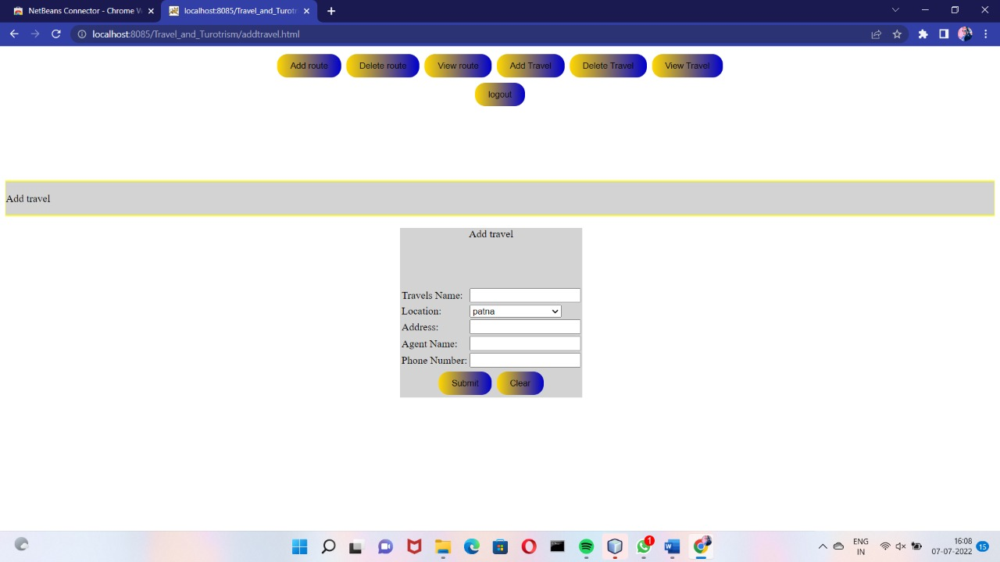 NetBeans Connector - Chrome W
localhost:8085/Travel_and_Turotri
localhost:8085/Travel_and_Turotrism/addtravel.html
Add route Delete route View route Add Travel Delete Travel View Travel
logout
Add travel
Add travel
Travels Name:
Location: patna
Address:
Agent Name:
Phone Number:
Submit Clear
1
ENG
IN
16:08
07-07-2022
15